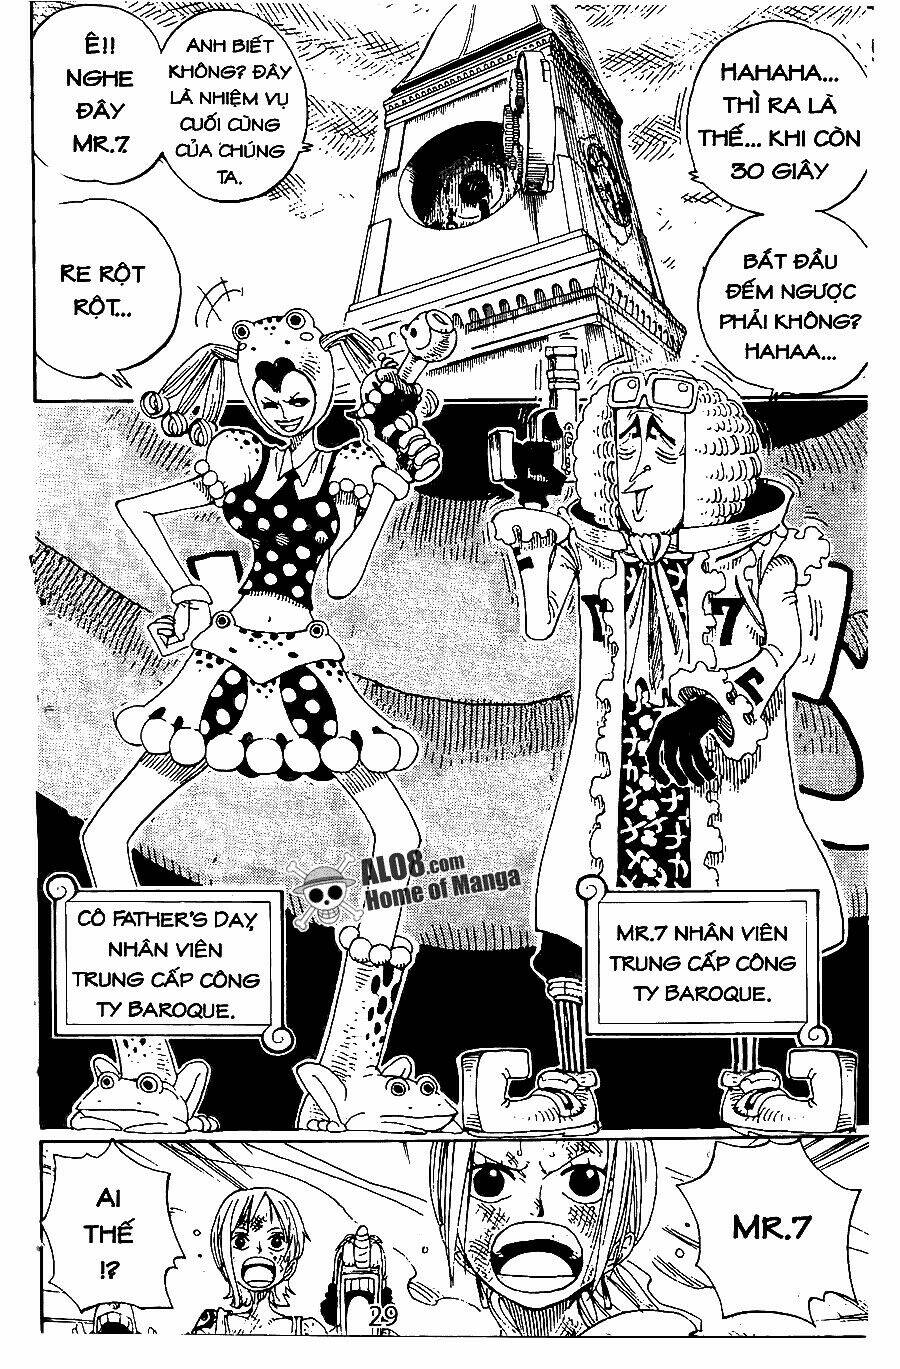 Ê!!
NGHE
ĐÂY
MR.7.
ANH BIẾT
KHÔNG? ĐÂY
LÀ NHIỆM VỤ
CUỐI CÙNG
CỦA CHÚNG
TA.
HAHAHA...
THÌ RA LÀ
THẾ... KHI CÒN
30 GIÂY
BẮT ĐẦU
ĐẾM NGƯỢC
PHẢI KHÔNG?
HAHAA...
RE RỘT
RỘT...
7
ALO8.com
Home of Manga
CÔ FATHER'S DAY,
NHÂN VIÊN
TRUNG CẤP CÔNG
TY BAROQUE.
MR.7 NHÂN VIÊN
TRUNG CẤP CÔNG
TY BAROQUE.
AI
THẾ
!?
MR.7
29